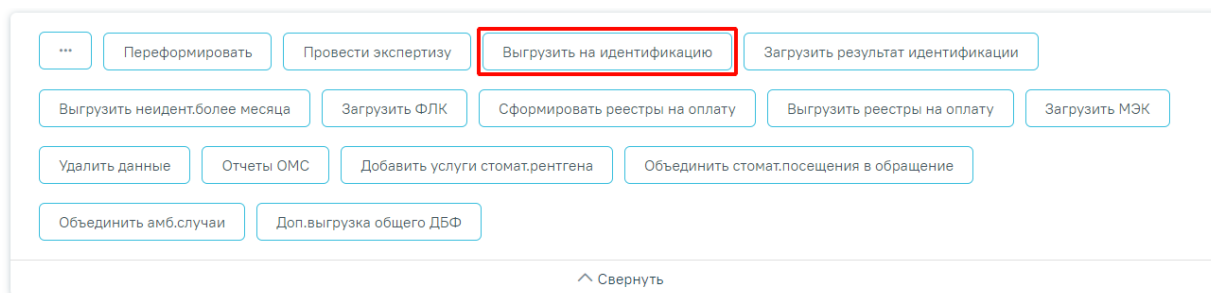 ... Переформировать Провести экспертизу Выгрузить на идентификацию Загрузить результат идентификации
Выгрузить неидент.более месяца Загрузить ФЛК Сформировать реестры на оплату Выгрузить реестры на оплату Загрузить МЭК
Удалить данные Отчеты ОМС Добавить услуги стомат.рентгена Объединить стомат.посещения в обращение
Объединить амб.случаи Доп.выгрузка общего ДБФ
Свернуть